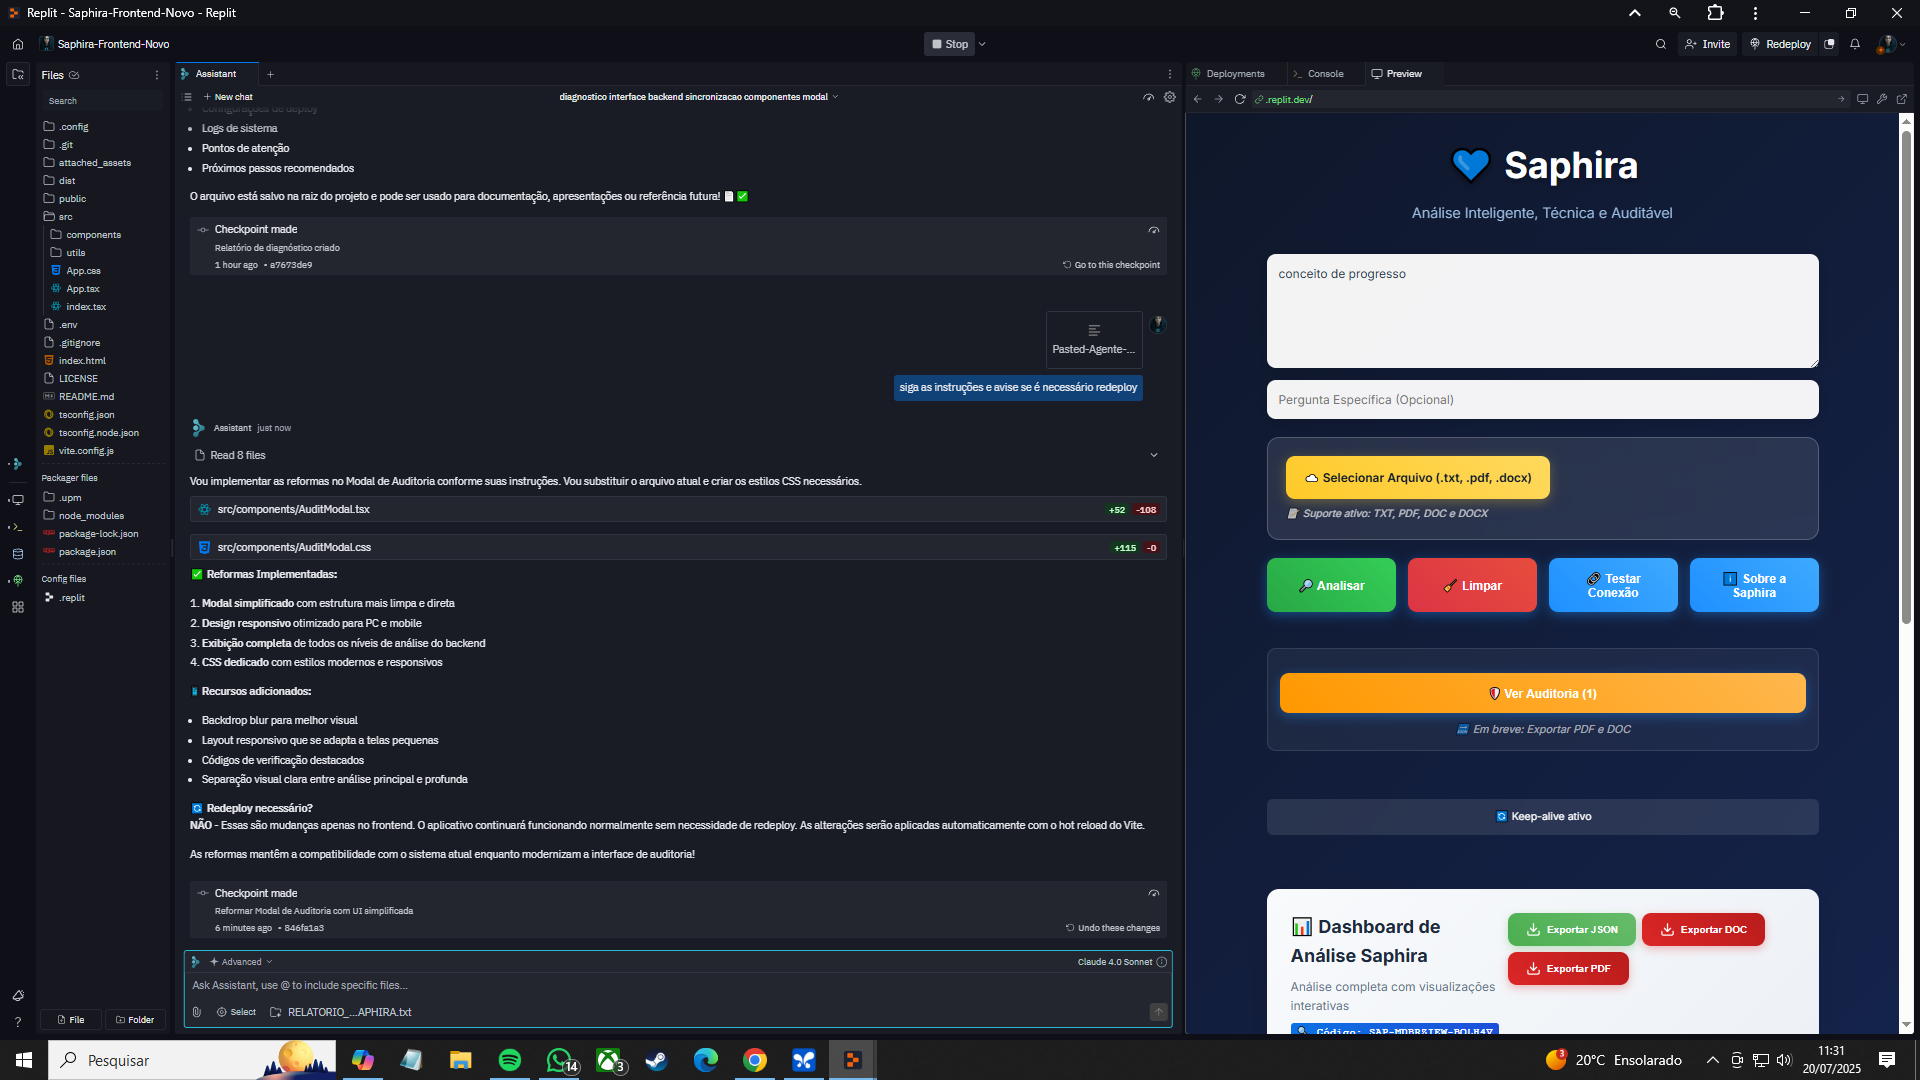 Replit - Saphira-Frontend-Novo - Replit
Saphira-Frontend-Novo
Stop
Invite
Redeploy
Files
Search
.config
.git
attached_assets
dist
public
src
components
utils
App.css
App.tsx
index.tsx
.env
.gitignore
index.html
LICENSE
README.md
tsconfig.json
tsconfig.node.json
vite.config.js
Packager files
.upm
node_modules
package-lock.json
package.json
Config files
.replit
File
Folder
Assistant
New chat
diagnostico interface backend sincronizacao componentes modal
Configurações de deploy
Logs de sistema
Pontos de atenção
Próximos passos recomendados
O arquivo está salvo na raiz do projeto e pode ser usado para documentação, apresentações ou referência futura!
Checkpoint made
Relatório de diagnóstico criado
1 hour ago • a7673de9
Go to this checkpoint
Pasted-Agente-...
siga as instruções e avise se é necessário redeploy
Assistant just now
Read 8 files
Vou implementar as reformas no Modal de Auditoria conforme suas instruções. Vou substituir o arquivo atual e criar os estilos CSS necessários.
src/components/AuditModal.tsx
+52 -108
src/components/AuditModal.css
+115 -0
Reformas Implementadas:
1. Modal simplificado com estrutura mais limpa e direta
2. Design responsivo otimizado para PC e mobile
3. Exibição completa de todos os níveis de análise do backend
4. CSS dedicado com estilos modernos e responsivos
Recursos adicionados:
Backdrop blur para melhor visual
Layout responsivo que se adapta a telas pequenas
Códigos de verificação destacados
Separação visual clara entre análise principal e profunda
Redeploy necessário?
NÃO - Essas são mudanças apenas no frontend. O aplicativo continuará funcionando normalmente sem necessidade de redeploy. As alterações serão aplicadas automaticamente com o hot reload do Vite.
As reformas mantêm a compatibilidade com o sistema atual enquanto modernizam a interface de auditoria!
Checkpoint made
Reformar Modal de Auditoria com UI simplificada
6 minutes ago • 846fa1a3
Undo these changes
Advanced
Claude 4.0 Sonnet
Ask Assistant, use @ to include specific files...
Select
RELATORIO_...APHIRA.txt
Deployments
Console
Preview
.replit.dev/
Saphira
Análise Inteligente, Técnica e Auditável
conceito de progresso
Pergunta Específica (Opcional)
Selecionar Arquivo (.txt, .pdf, .docx)
Suporte ativo: TXT, PDF, DOC e DOCX
Analisar
Limpar
Testar
Conexão
Sobre a
Saphira
Ver Auditoria (1)
Em breve: Exportar PDF e DOC
Keep-alive ativo
Dashboard de
Análise Saphira
Exportar JSON
Exportar DOC
Exportar PDF
Análise completa com visualizações
interativas
Pesquisar
14
3
3
20°C Ensolarado
11:31
20/07/2025